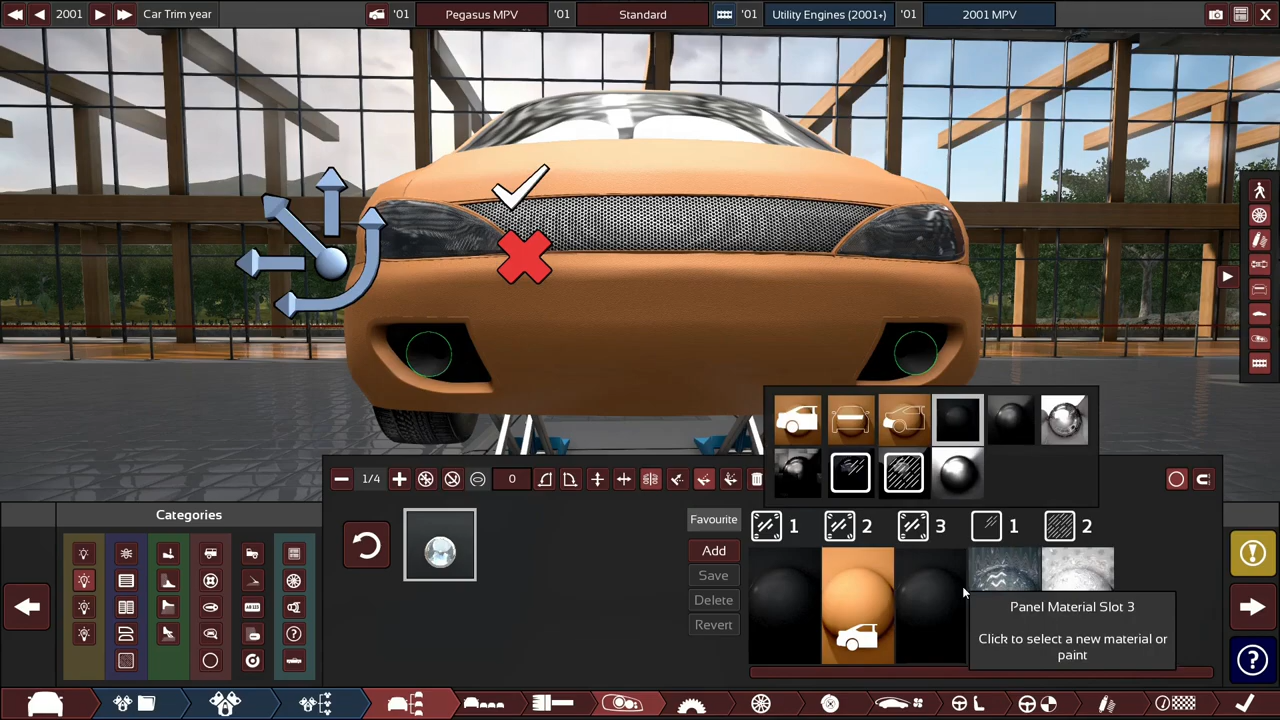 2001
Car Trim year
'01
Pegasus MPV
'01
Standard
'01
Utility Engines (2001+)
'01
2001 MPV
1/4
0
Categories
Favourite
Add
Save
Delete
Revert
1
2
3
1
2
Panel Material Slot 3
Click to select a new material or
paint